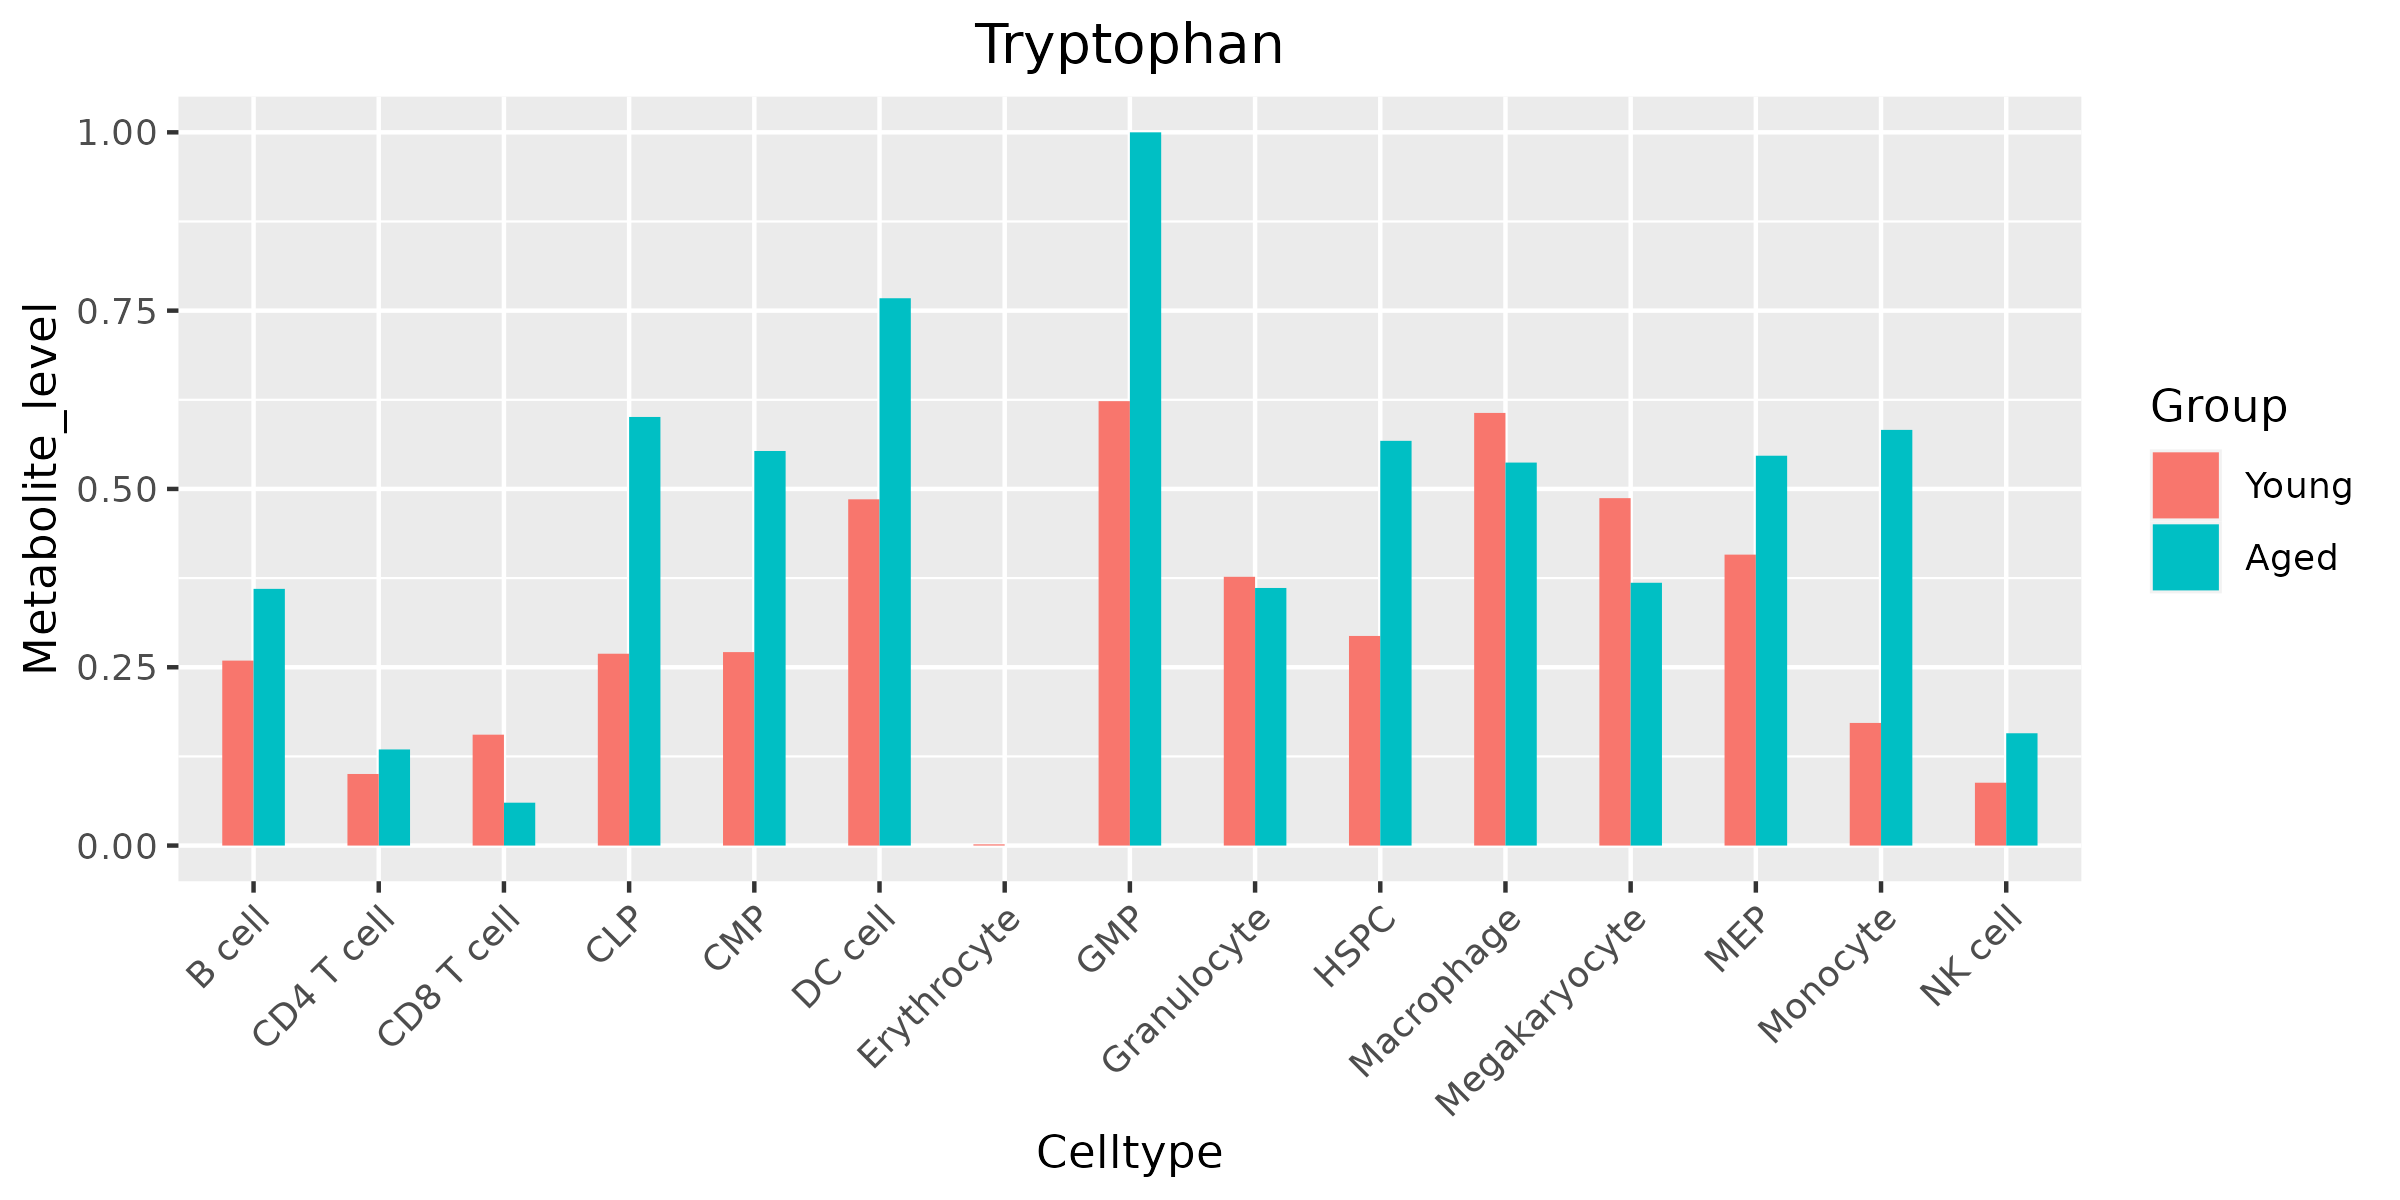 Tryptophan
Metabolite_level
1.00
0.75
0.50
0.25
0.00
B cell
CD4 T cell
CD8 T cell
CLP
CMP
DC cell
Erythrocyte
GMP
Granulocyte
HSPC
Macrophage
Megakaryocyte
MEP
Monocyte
NK cell
Celltype
Group
Young
Aged